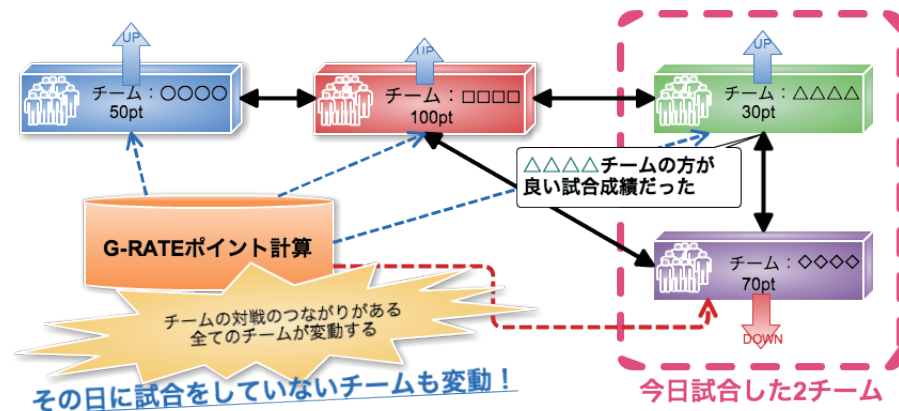 UP
チーム：○○○○
50pt
UP
チーム：□□□□
100pt
UP
チーム：△△△△
30pt
△△△△チームの方が
良い試合成績だった
G-RATEポイント計算
チーム：◇◇◇◇
70pt
DOWN
チームの対戦のつながりがある
全てのチームが変動する
その日に試合をしていないチームも変動！
今日試合した2チーム